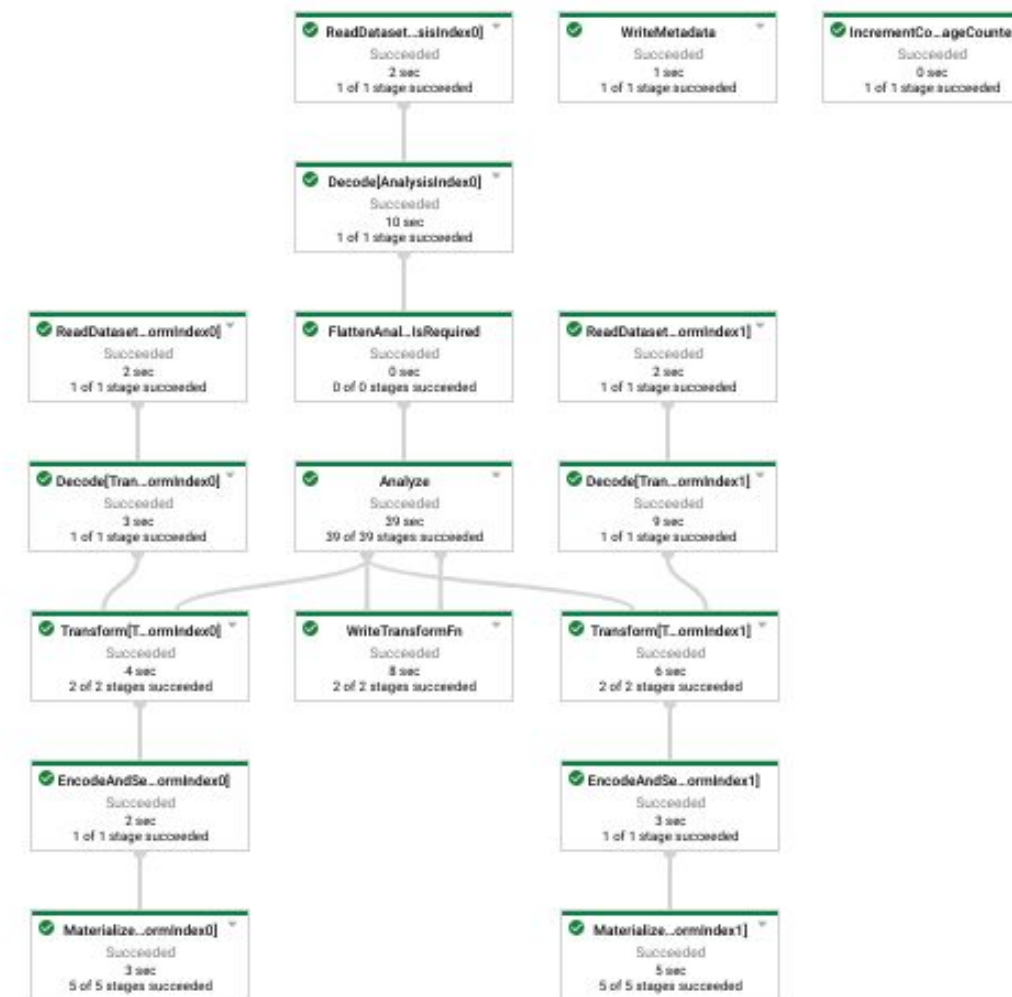 ReadDataset...sisIndex0]
Succeeded
2 sec
1 of 1 stage succeeded
WriteMetadata
Succeeded
1 sec
1 of 1 stage succeeded
IncrementCo...ageCounte
Succeeded
0 sec
1 of 1 stage succeeded
Decode[AnalysisIndex0]
Succeeded
10 sec
1 of 1 stage succeeded
ReadDataset...ormIndex0]
Succeeded
2 sec
1 of 1 stage succeeded
FlattenAnal...IsRequired
Succeeded
0 sec
0 of 0 stages succeeded
ReadDataset...ormIndex1]
Succeeded
2 sec
1 of 1 stage succeeded
Decode[Tran...ormIndex0]
Succeeded
3 sec
1 of 1 stage succeeded
Analyze
Succeeded
39 sec
39 of 39 stages succeeded
Decode[Tran...ormIndex1]
Succeeded
9 sec
1 of 1 stage succeeded
Transform[T...ormIndex0]
Succeeded
4 sec
2 of 2 stages succeeded
WriteTransformFn
Succeeded
8 sec
2 of 2 stages succeeded
Transform[T...ormIndex1]
Succeeded
6 sec
2 of 2 stages succeeded
EncodeAndSe...ormIndex0]
Succeeded
2 sec
1 of 1 stage succeeded
EncodeAndSe...ormIndex1]
Succeeded
3 sec
1 of 1 stage succeeded
Materialize...ormIndex0]
Succeeded
3 sec
5 of 5 stages succeeded
Materialize...ormIndex1]
Succeeded
5 sec
5 of 5 stages succeeded